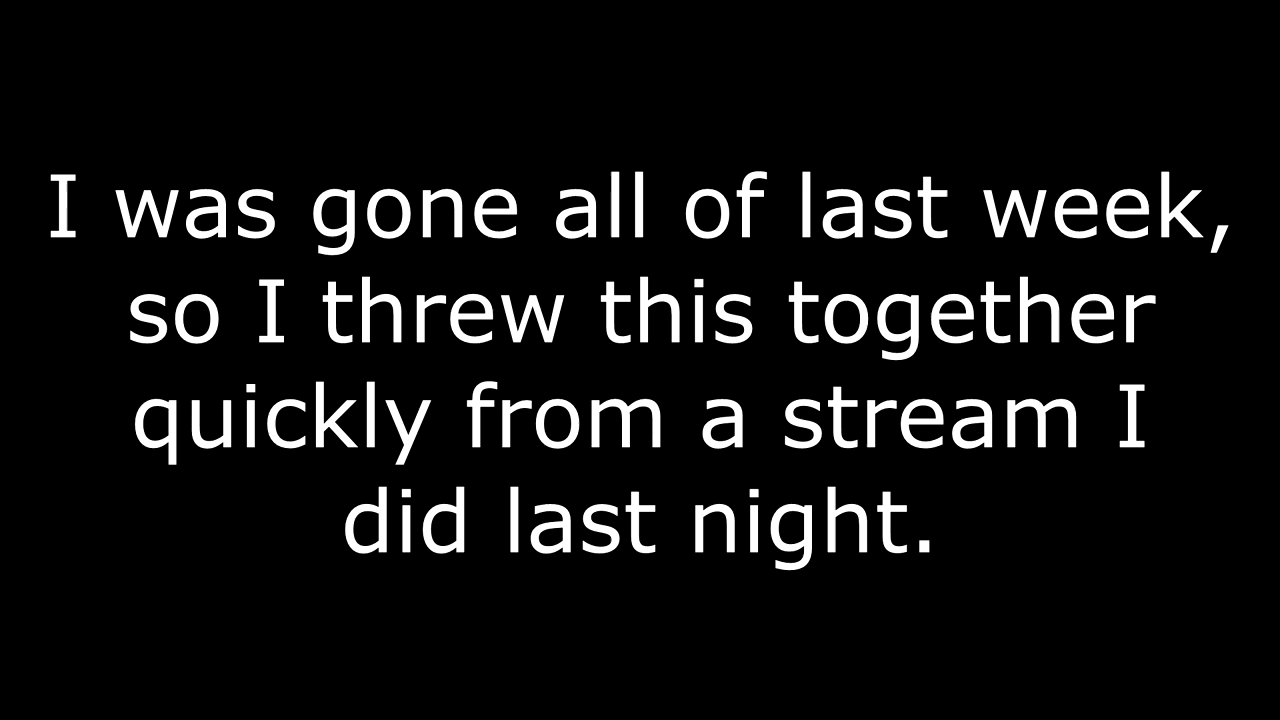 I was gone all of last week,
so I threw this together
quickly from a stream I
did last night.